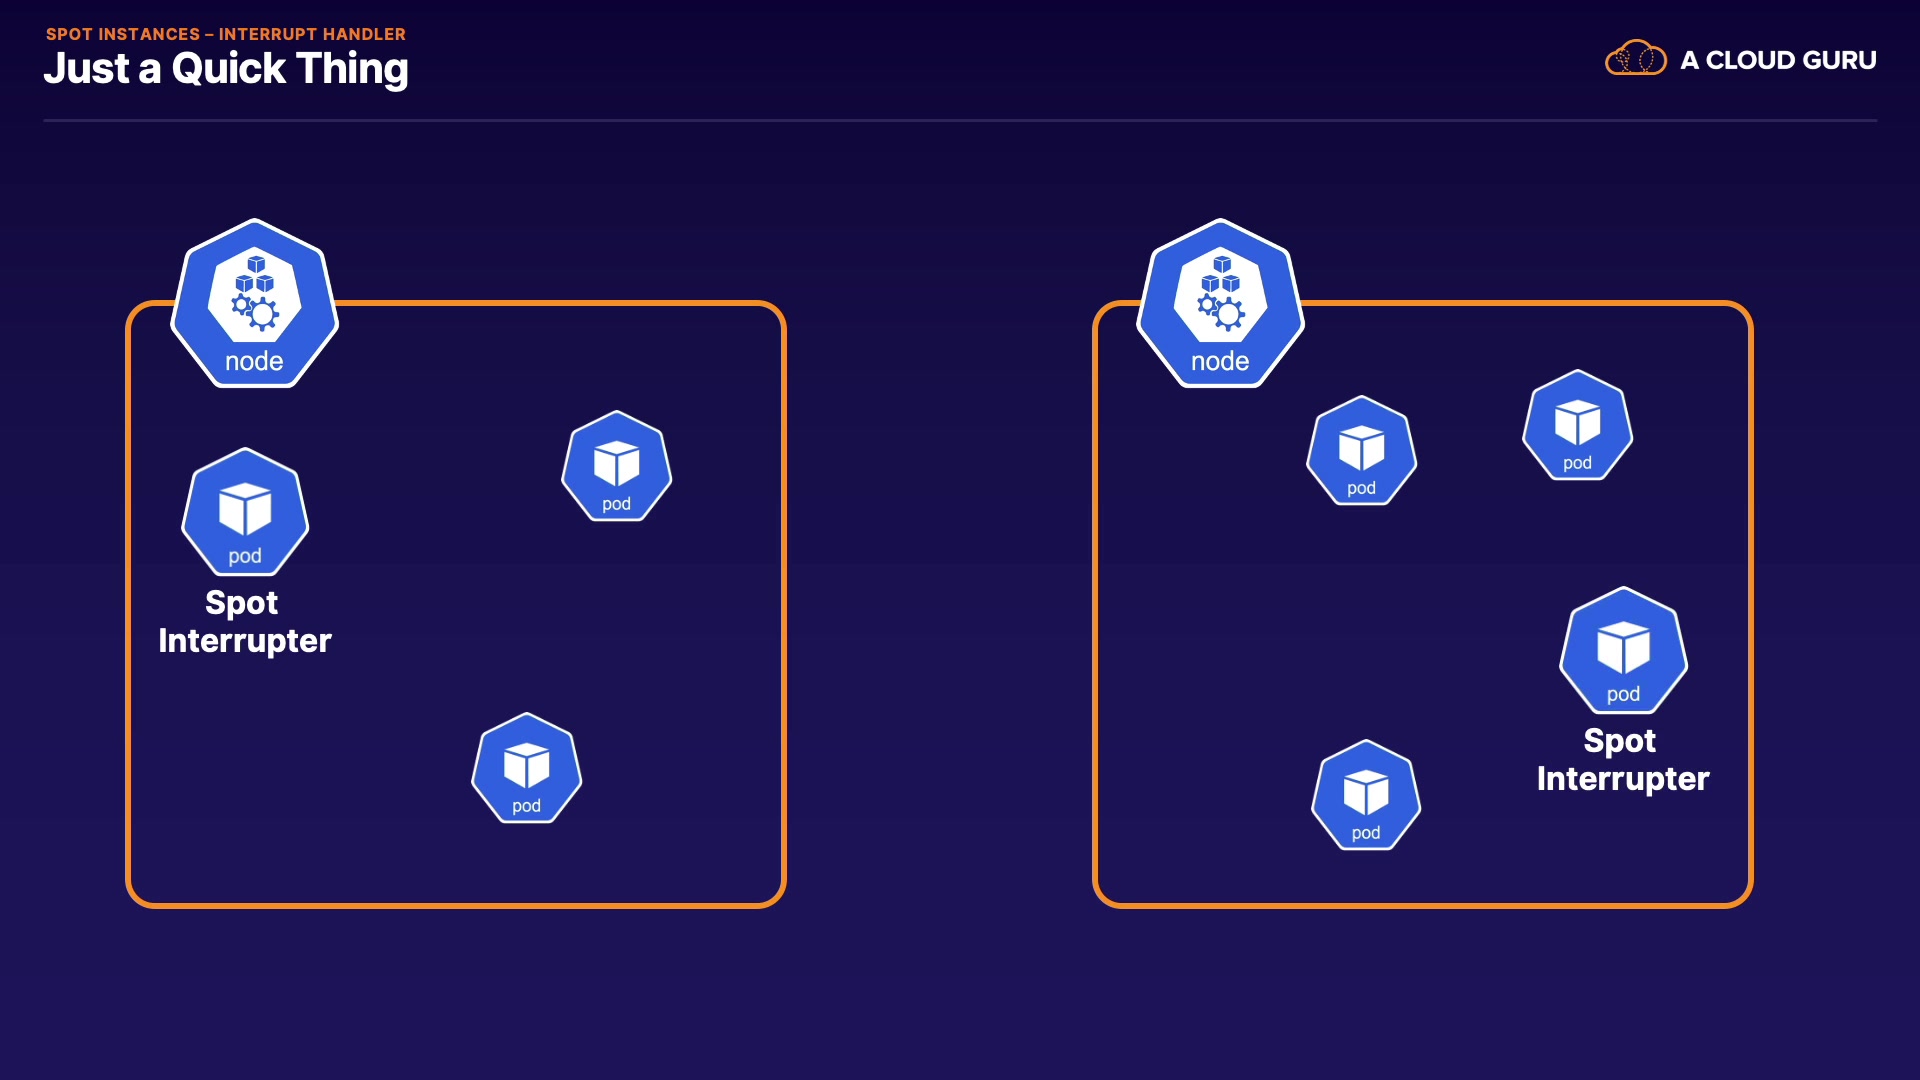 SPOT INSTANCES – INTERRUPT HANDLER
Just a Quick Thing
A CLOUD GURU
node
pod
Spot
Interrupter
pod
pod
node
pod
pod
pod
Spot
Interrupter
pod